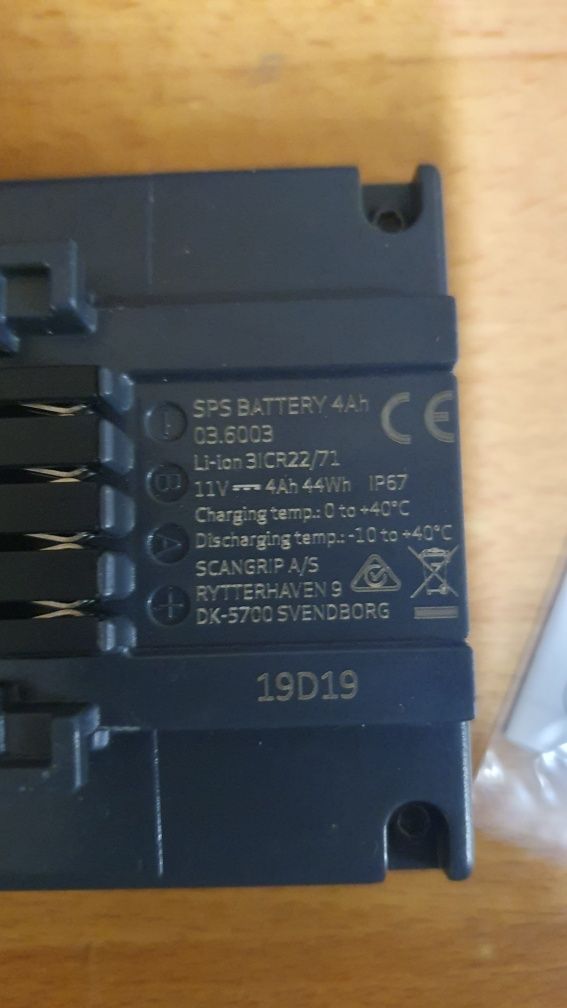 SPS BATTERY 4Ah
03.6003
Li-ion 3ICR22/71
11V ⎓ 4Ah 44Wh IP67
Charging temp.: 0 to +40°C
Discharging temp.: -10 to +40°C
SCANGRIP A/S
RYTTERHAVEN 9
DK-5700 SVENDBORG
CE
-
B
A
+
19D19